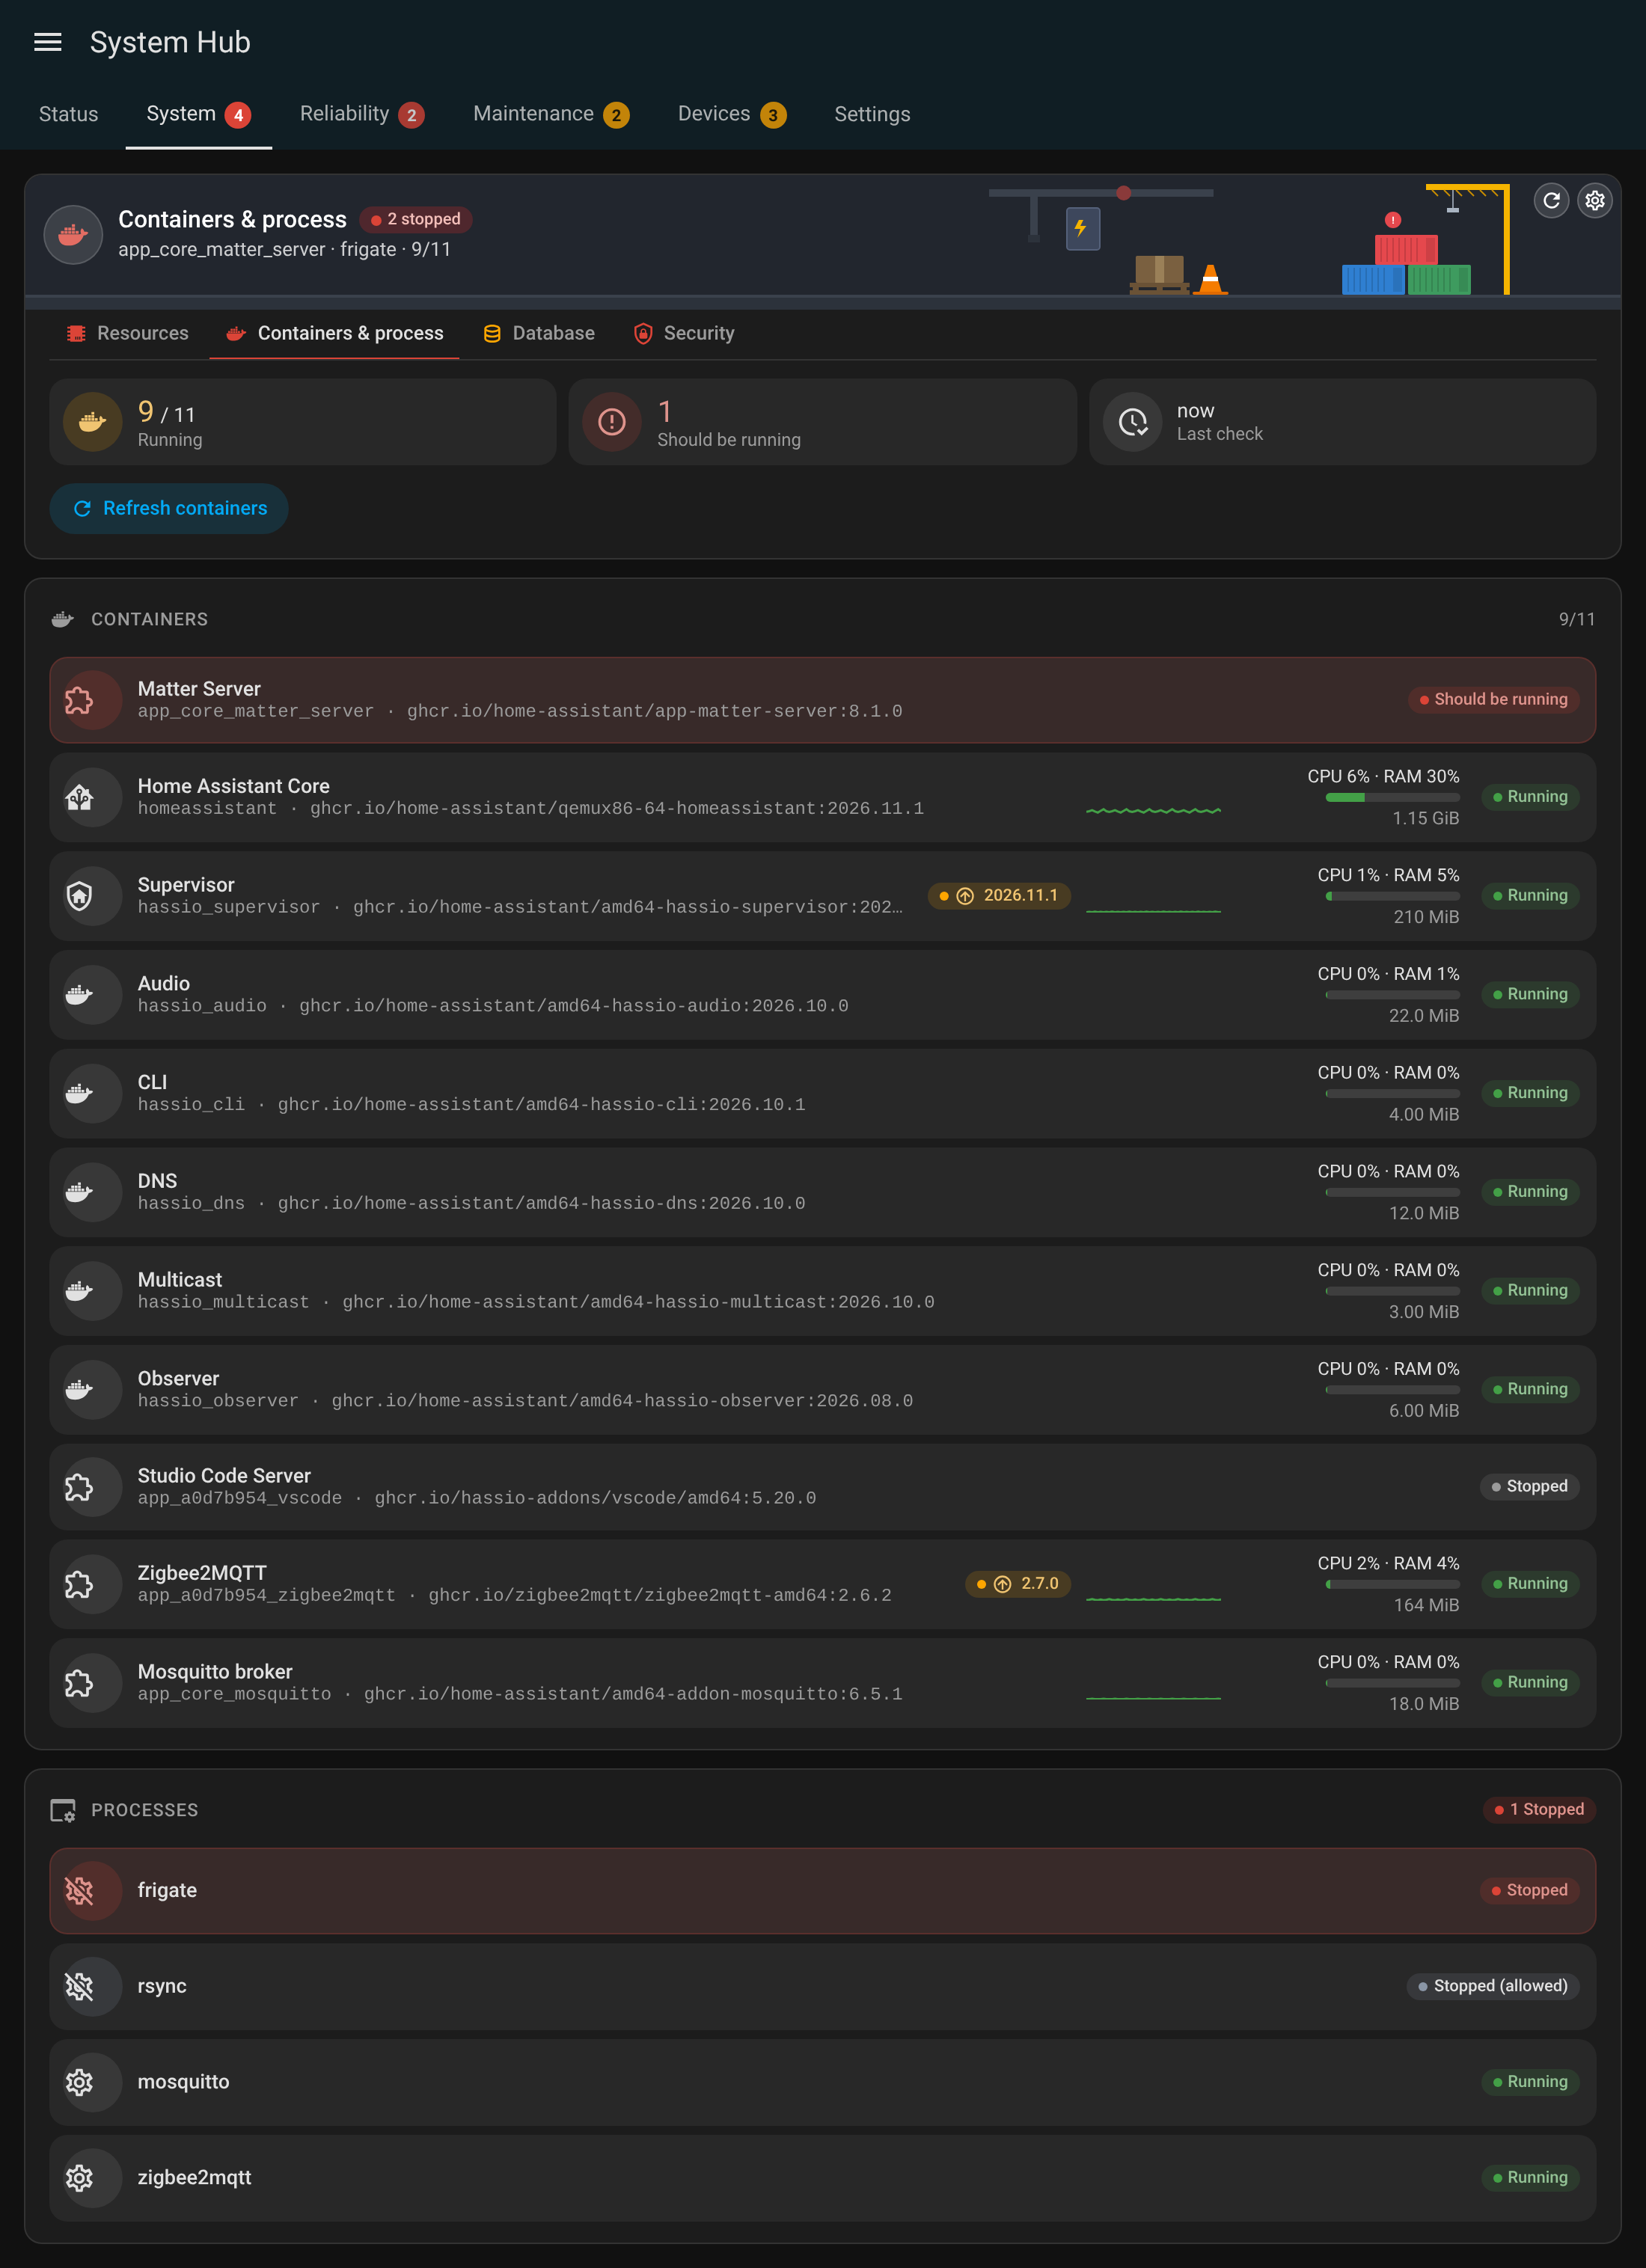 System Hub
Status
System 4
Reliability 2
Maintenance 2
Devices 3
Settings
Containers & process
2 stopped
app_core_matter_server · frigate · 9/11
!
Resources
Containers & process
Database
Security
9 / 11
Running
1
Should be running
now
Last check
Refresh containers
CONTAINERS
9/11
Matter Server
app_core_matter_server · ghcr.io/home-assistant/app-matter-server:8.1.0
Should be running
Home Assistant Core
homeassistant · ghcr.io/home-assistant/qemux86-64-homeassistant:2026.11.1
CPU 6% · RAM 30%
1.15 GiB
Running
Supervisor
hassio_supervisor · ghcr.io/home-assistant/amd64-hassio-supervisor:202…
2026.11.1
CPU 1% · RAM 5%
210 MiB
Running
Audio
hassio_audio · ghcr.io/home-assistant/amd64-hassio-audio:2026.10.0
CPU 0% · RAM 1%
22.0 MiB
Running
CLI
hassio_cli · ghcr.io/home-assistant/amd64-hassio-cli:2026.10.1
CPU 0% · RAM 0%
4.00 MiB
Running
DNS
hassio_dns · ghcr.io/home-assistant/amd64-hassio-dns:2026.10.0
CPU 0% · RAM 0%
12.0 MiB
Running
Multicast
hassio_multicast · ghcr.io/home-assistant/amd64-hassio-multicast:2026.10.0
CPU 0% · RAM 0%
3.00 MiB
Running
Observer
hassio_observer · ghcr.io/home-assistant/amd64-hassio-observer:2026.08.0
CPU 0% · RAM 0%
6.00 MiB
Running
Studio Code Server
app_a0d7b954_vscode · ghcr.io/hassio-addons/vscode/amd64:5.20.0
Stopped
Zigbee2MQTT
app_a0d7b954_zigbee2mqtt · ghcr.io/zigbee2mqtt/zigbee2mqtt-amd64:2.6.2
2.7.0
CPU 2% · RAM 4%
164 MiB
Running
Mosquitto broker
app_core_mosquitto · ghcr.io/home-assistant/amd64-addon-mosquitto:6.5.1
CPU 0% · RAM 0%
18.0 MiB
Running
PROCESSES
1 Stopped
frigate
Stopped
rsync
Stopped (allowed)
mosquitto
Running
zigbee2mqtt
Running